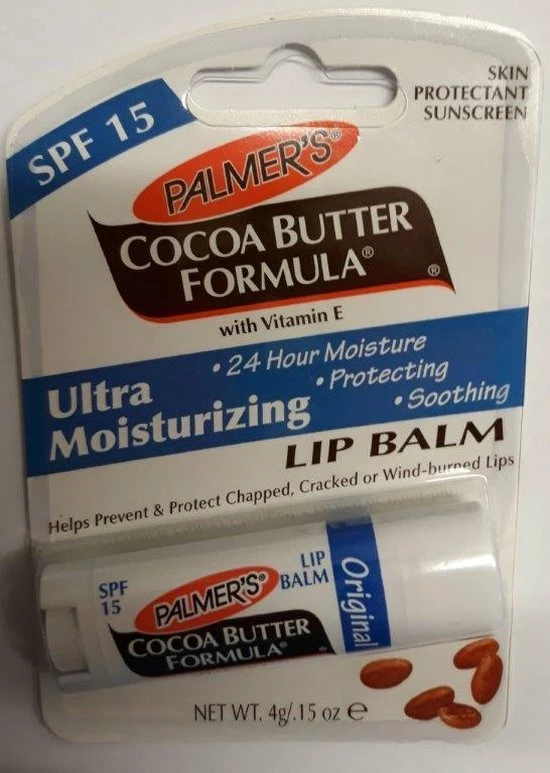 SKIN
PROTECTANT
SUNSCREEN
SPF 15
PALMER'S®
COCOA BUTTER
FORMULA®
®
with Vitamin E
Ultra
Moisturizing
• 24 Hour Moisture
• Protecting
• Soothing
LIP BALM
Helps Prevent & Protect Chapped, Cracked or Wind-burned Lips
SPF
15
PALMER'S®
COCOA BUTTER
FORMULA®
LIP
BALM
Original
NET WT. 4g/.15 oz ℮